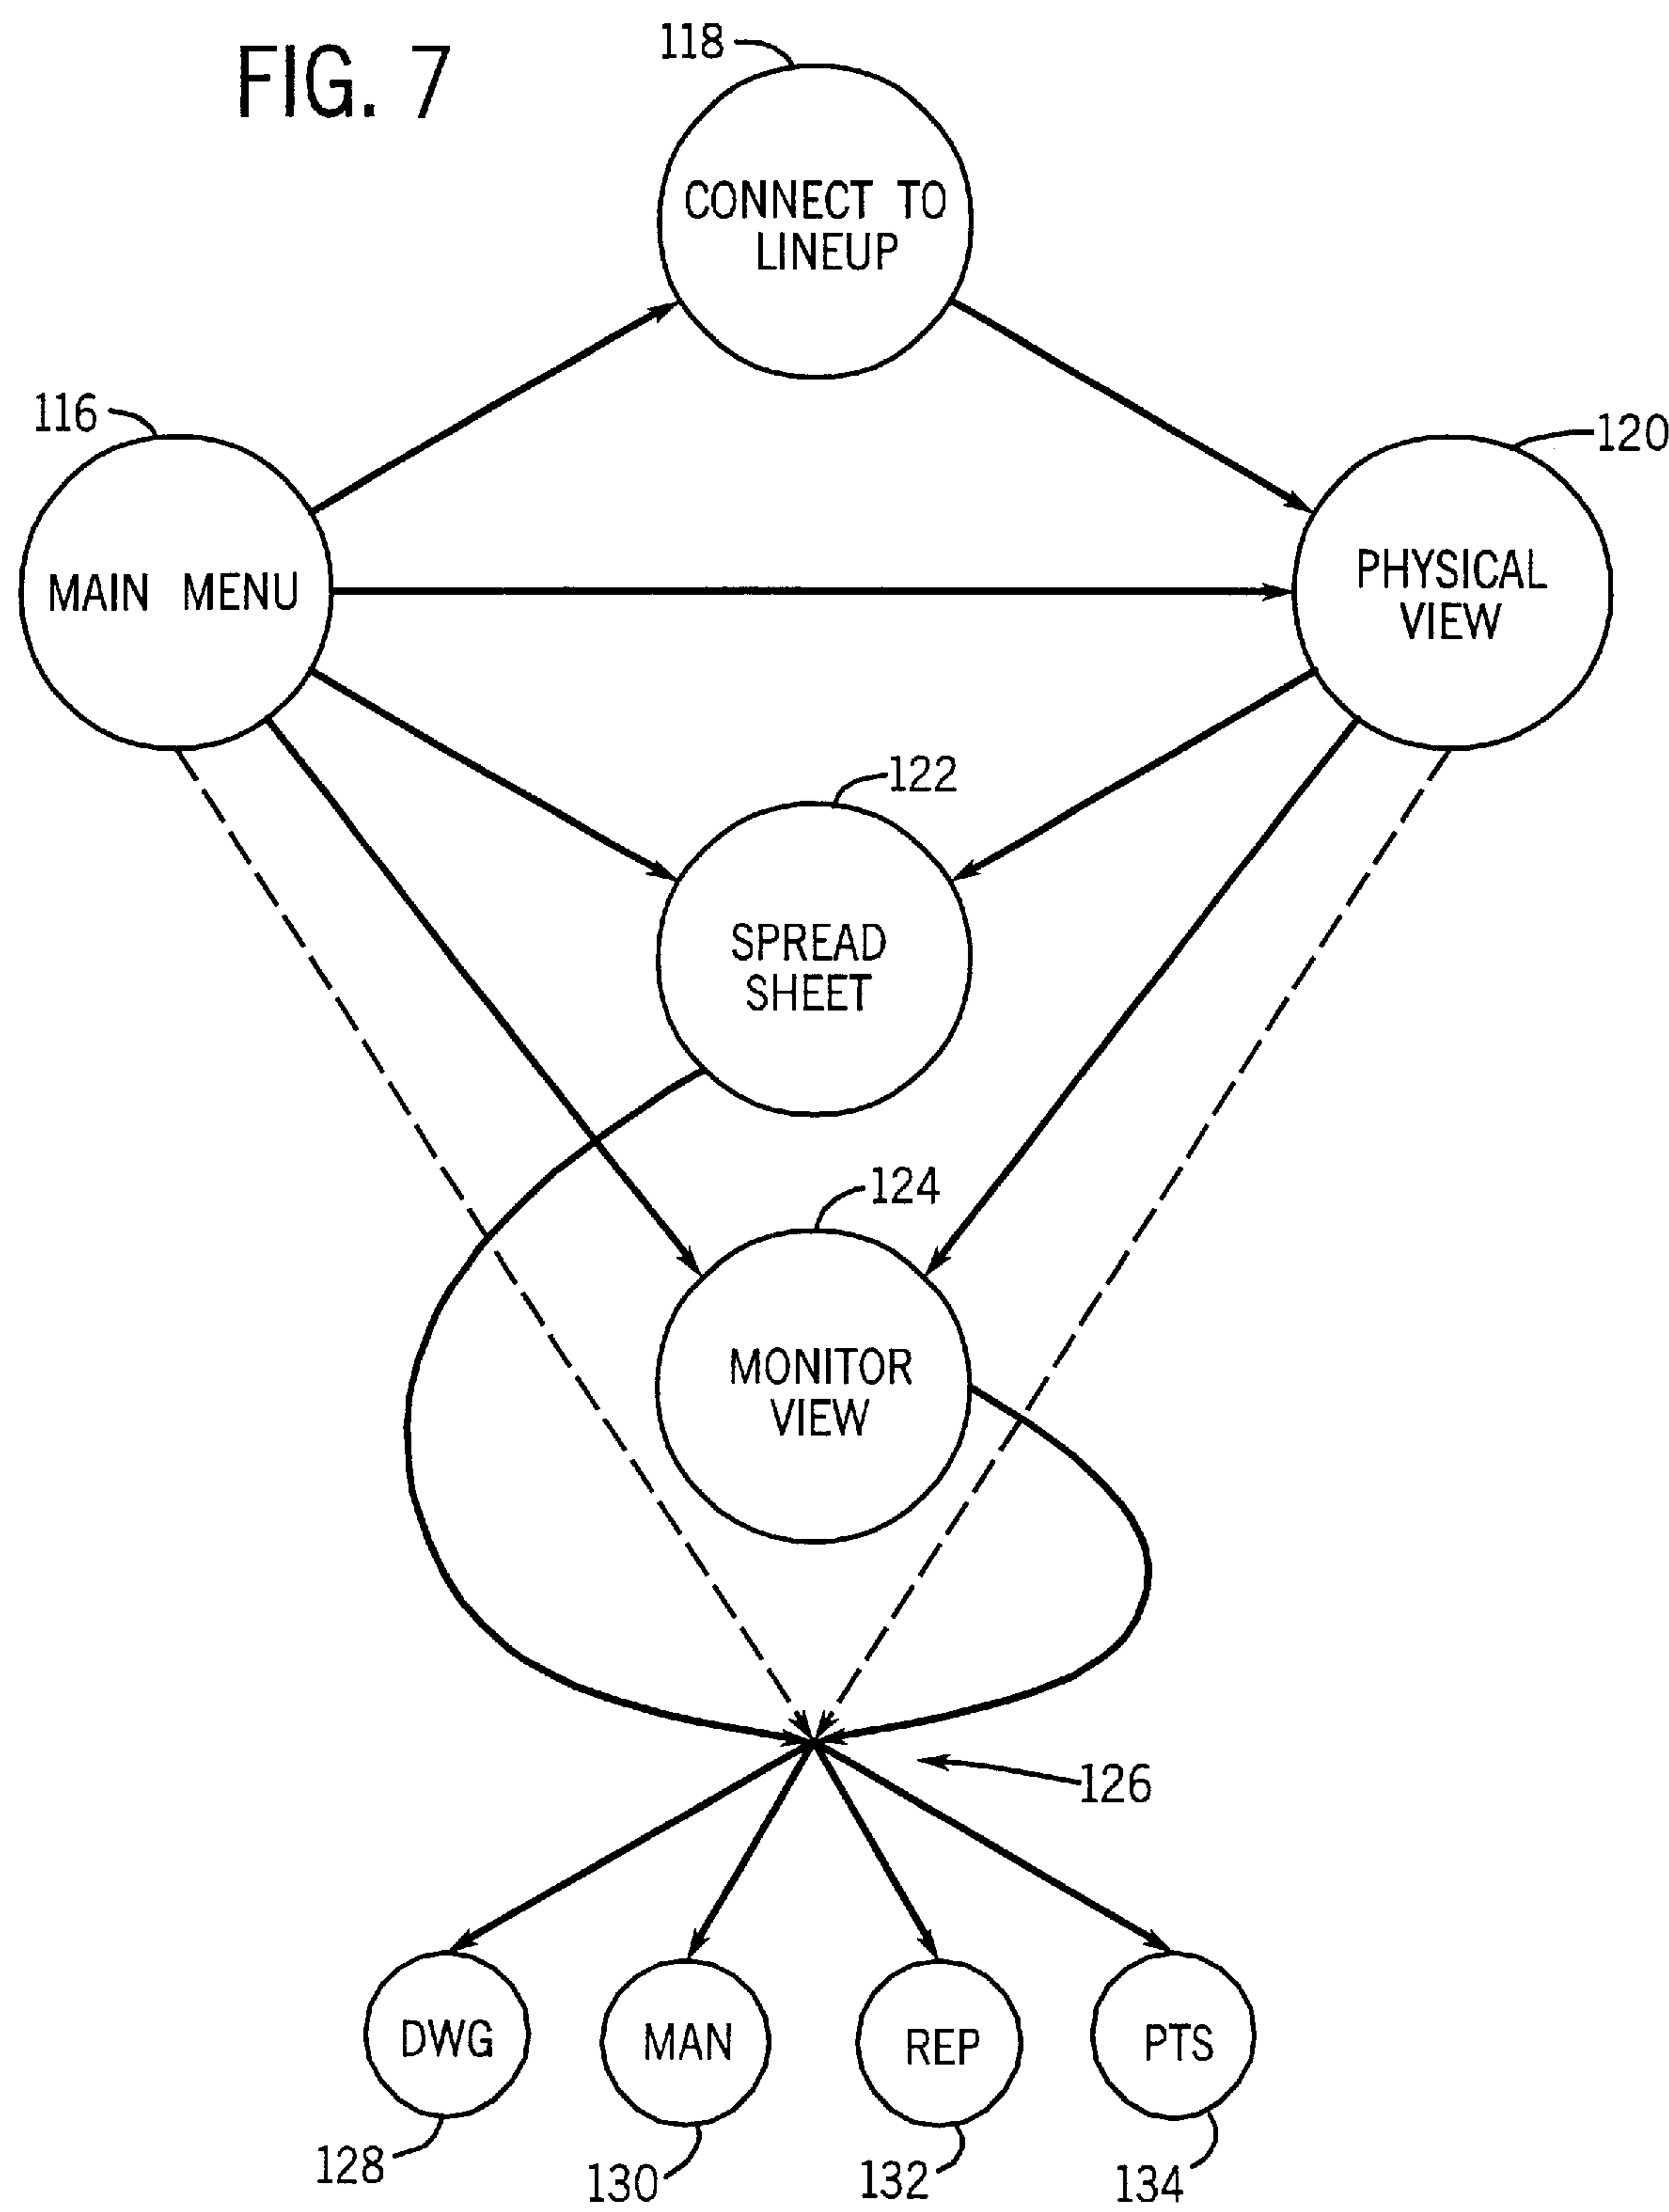 FIG. 7
118
CONNECT TO
LINEUP
116
120
MAIN MENU
PHYSICAL
VIEW
122
SPREAD
SHEET
124
MONITOR
VIEW
126
DWG
MAN
REP
PTS
128
130
132
134